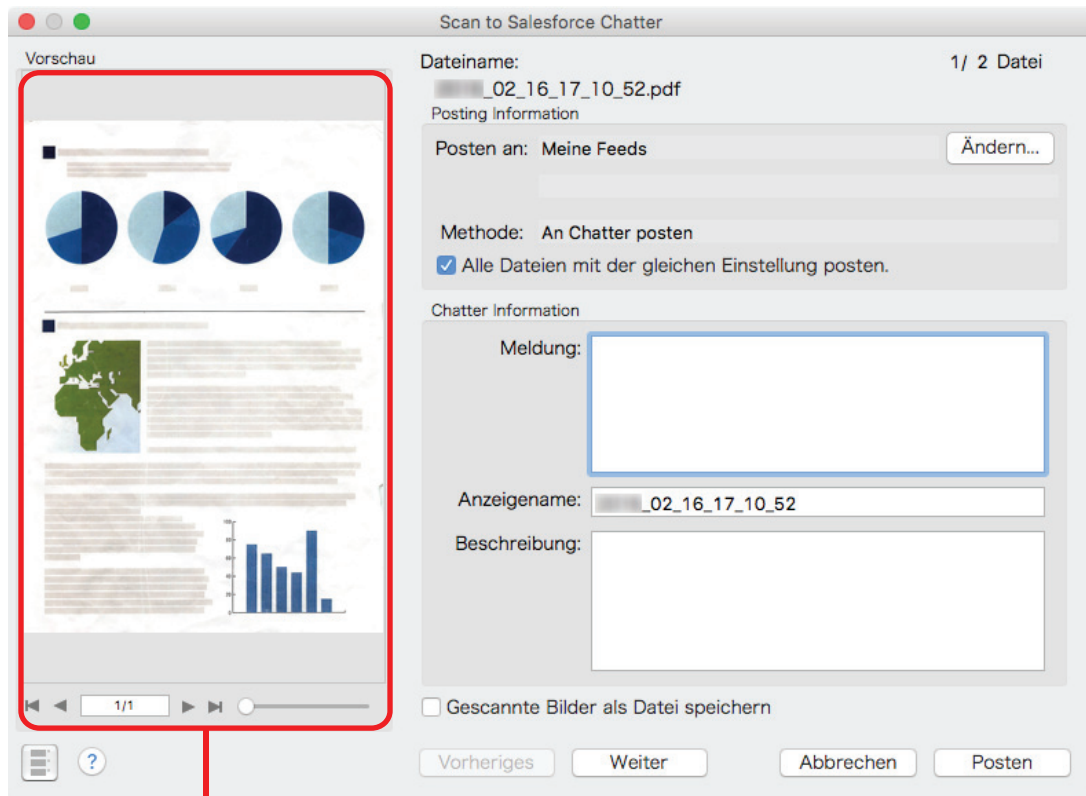 Scan to Salesforce Chatter
Vorschau
1/1
Dateiname:
1/ 2 Datei
_02_16_17_10_52.pdf
Posting Information
Posten an: Meine Feeds
Ändern...
Methode: An Chatter posten
Alle Dateien mit der gleichen Einstellung posten.
Chatter Information
Meldung:
Anzeigename: _02_16_17_10_52
Beschreibung:
Gescannte Bilder als Datei speichern
?
Vorheriges
Weiter
Abbrechen
Posten